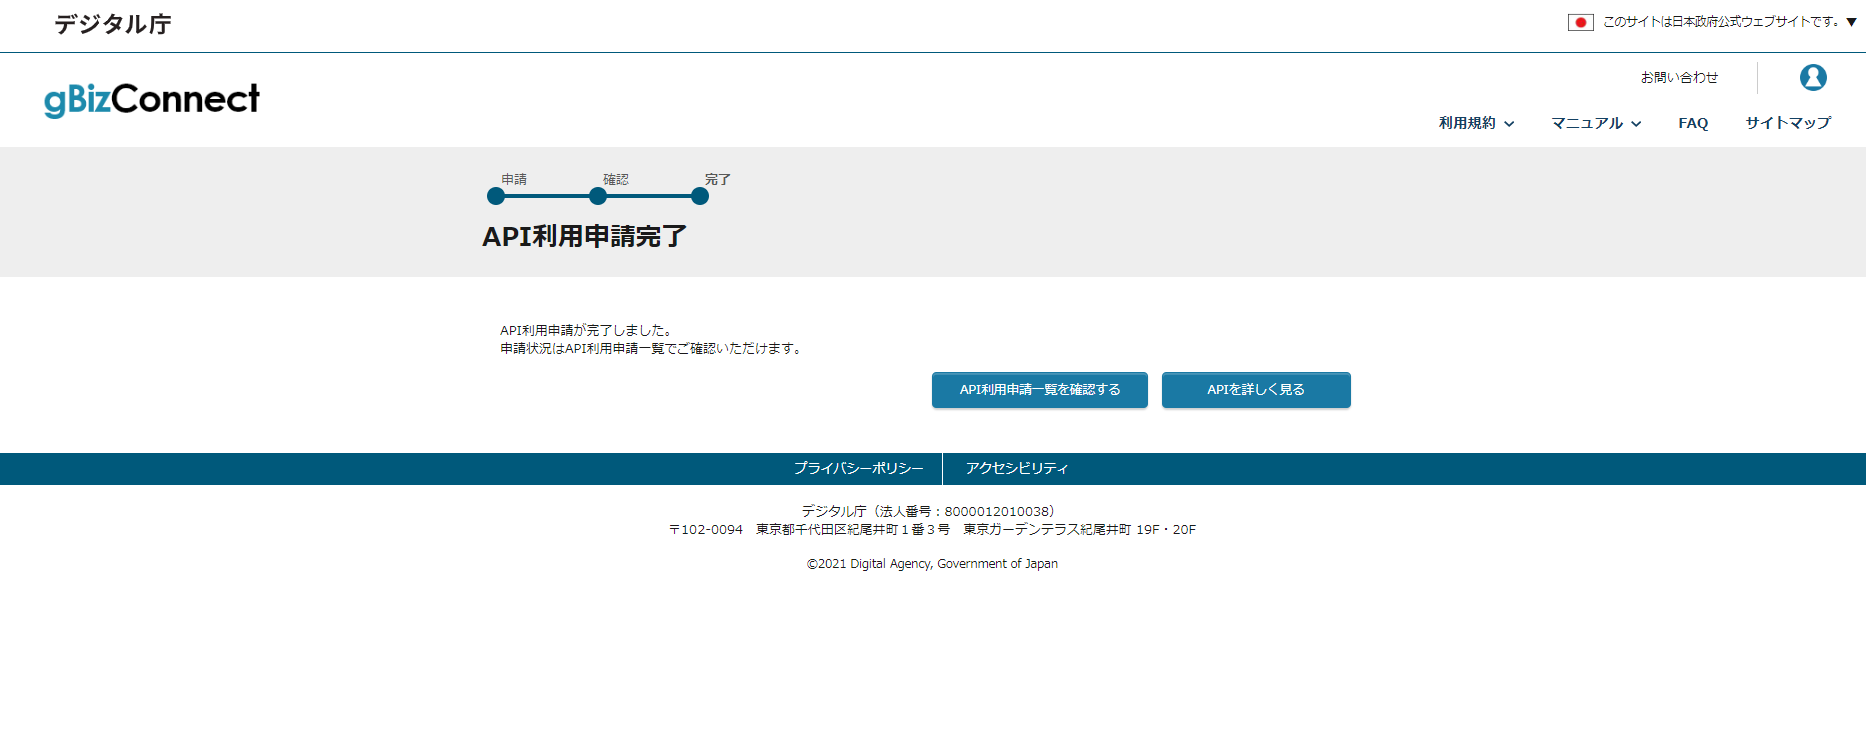 デジタル庁
このサイトは日本政府公式ウェブサイトです。▼
gBizConnect
お問い合わせ
利用規約 マニュアル FAQ サイトマップ
申請 確認 完了
API利用申請完了
API利用申請が完了しました。
申請状況はAPI利用申請一覧でご確認いただけます。
API利用申請一覧を確認する APIを詳しく見る
プライバシーポリシー アクセシビリティ
デジタル庁（法人番号：8000012010038）
〒102-0094　東京都千代田区紀尾井町１番３号　東京ガーデンテラス紀尾井町 19F・20F
©2021 Digital Agency, Government of Japan